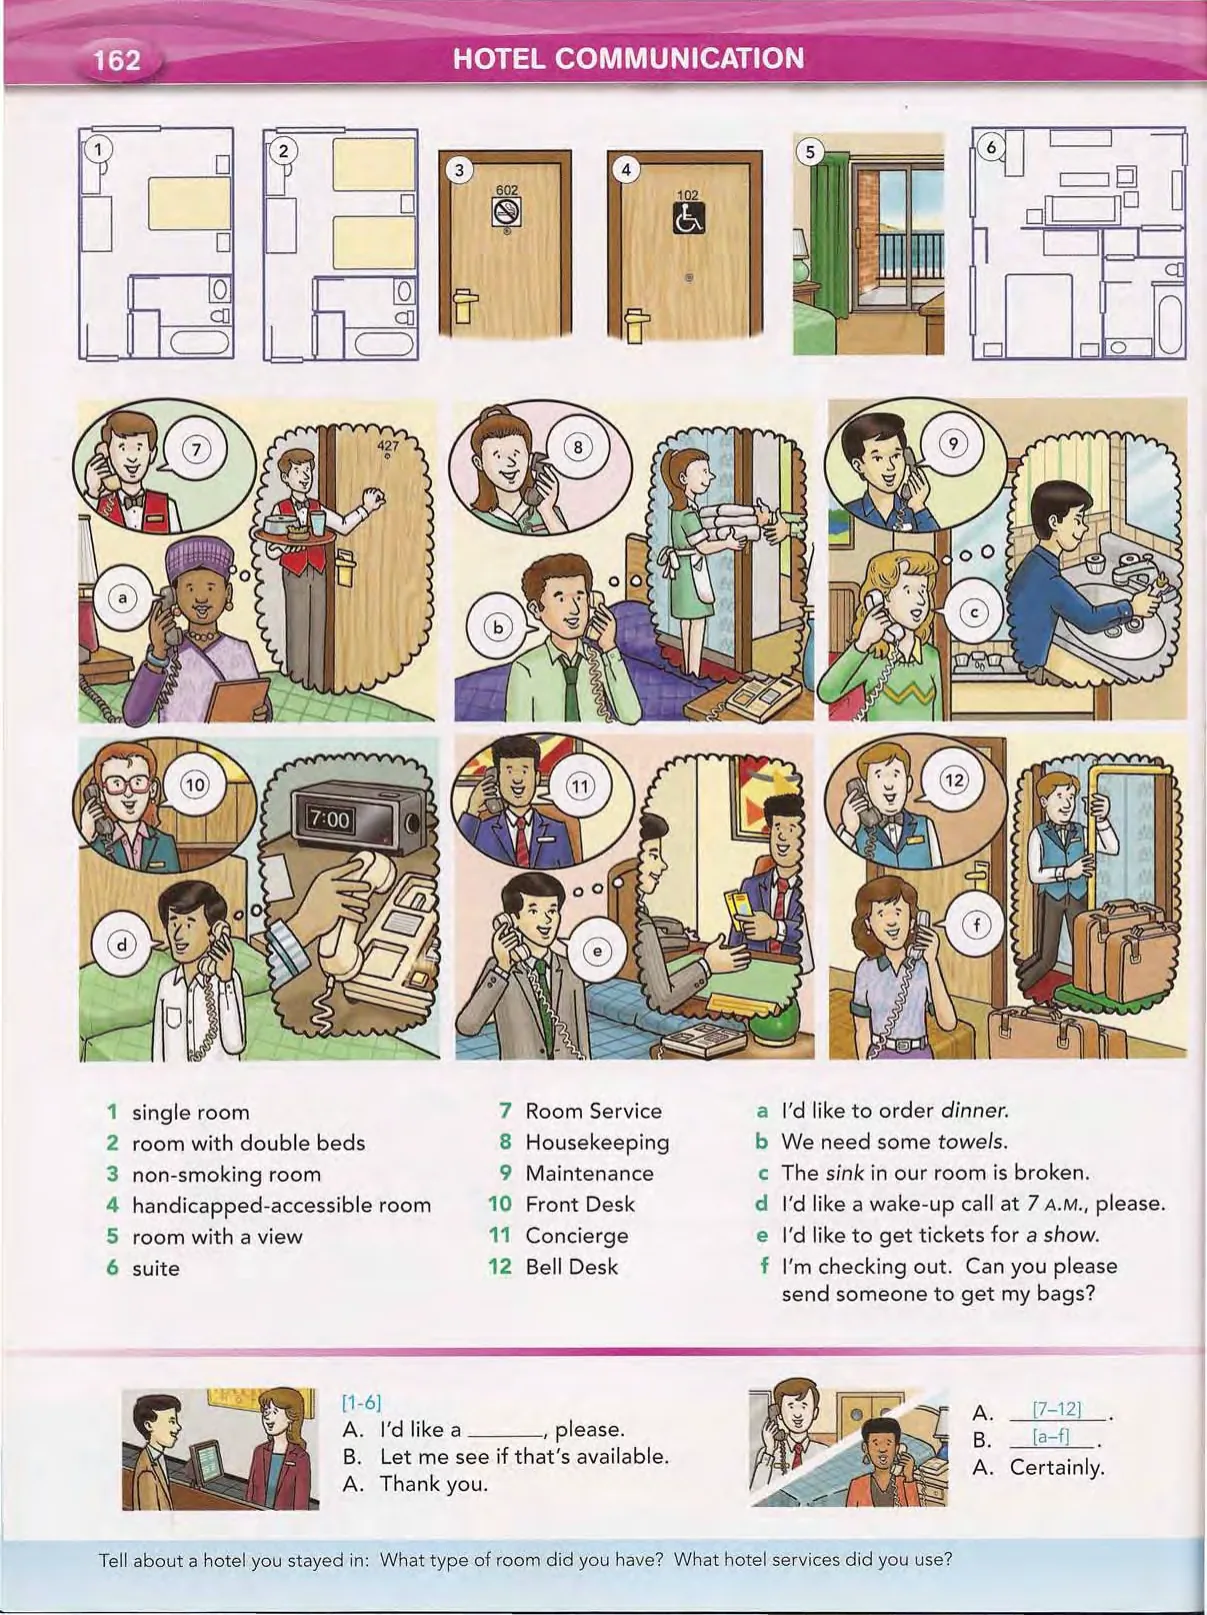 162
HOTEL COMMUNICATION
1
2
3
602
4
102
5
6
7
427
8
9
a
b
c
10
7:00
11
12
d
e
f
1 single room
2 room with double beds
3 non-smoking room
4 handicapped-accessible room
5 room with a view
6 suite
7 Room Service
8 Housekeeping
9 Maintenance
10 Front Desk
11 Concierge
12 Bell Desk
a I'd like to order dinner.
b We need some towels.
c The sink in our room is broken.
d I'd like a wake-up call at 7 A.M., please.
e I'd like to get tickets for a show.
f I'm checking out. Can you please
send someone to get my bags?
[1-6]
A. I'd like a ______, please.
B. Let me see if that's available.
A. Thank you.
A. [7–12] .
B. [a–f] .
A. Certainly.
Tell about a hotel you stayed in: What type of room did you have? What hotel services did you use?